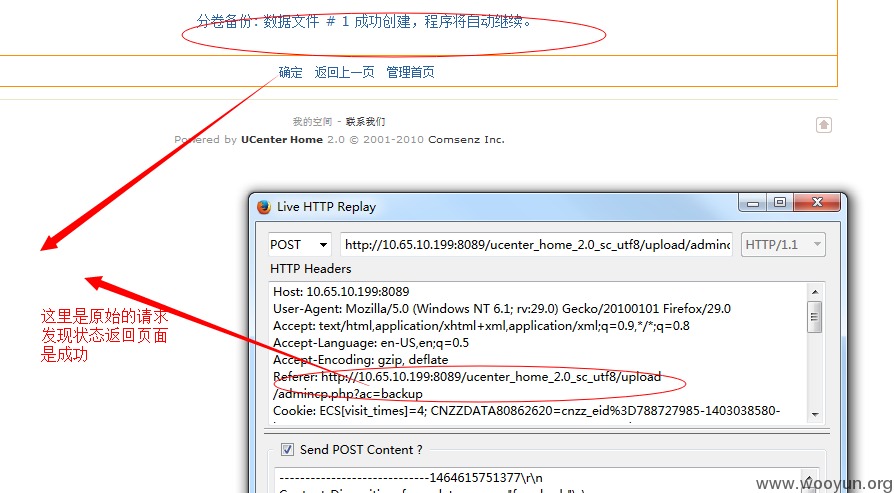 分卷备份: 数据文件 # 1 成功创建，程序将自动继续。
确定 返回上一页 管理首页
我的空间 - 联系我们
Powered by UCenter Home 2.0 © 2001-2010 Comsenz Inc.
Live HTTP Replay
POST http://10.65.10.199:8089/ucenter_home_2.0_sc_utf8/upload/admincp HTTP/1.1
HTTP Headers
Host: 10.65.10.199:8089
User-Agent: Mozilla/5.0 (Windows NT 6.1; rv:29.0) Gecko/20100101 Firefox/29.0
Accept: text/html,application/xhtml+xml,application/xml;q=0.9,*/*;q=0.8
Accept-Language: en-US,en;q=0.5
Accept-Encoding: gzip, deflate
Referer: http://10.65.10.199:8089/ucenter_home_2.0_sc_utf8/upload
/admincp.php?ac=backup
Cookie: ECS[visit_times]=4; CNZZDATA80862620=cnzz_eid%3D788727985-1403038580-
这里是原始的请求
发现状态返回页面
是成功
Send POST Content ?
-----------------------------1464615751377\r\n
www.wooyun.org